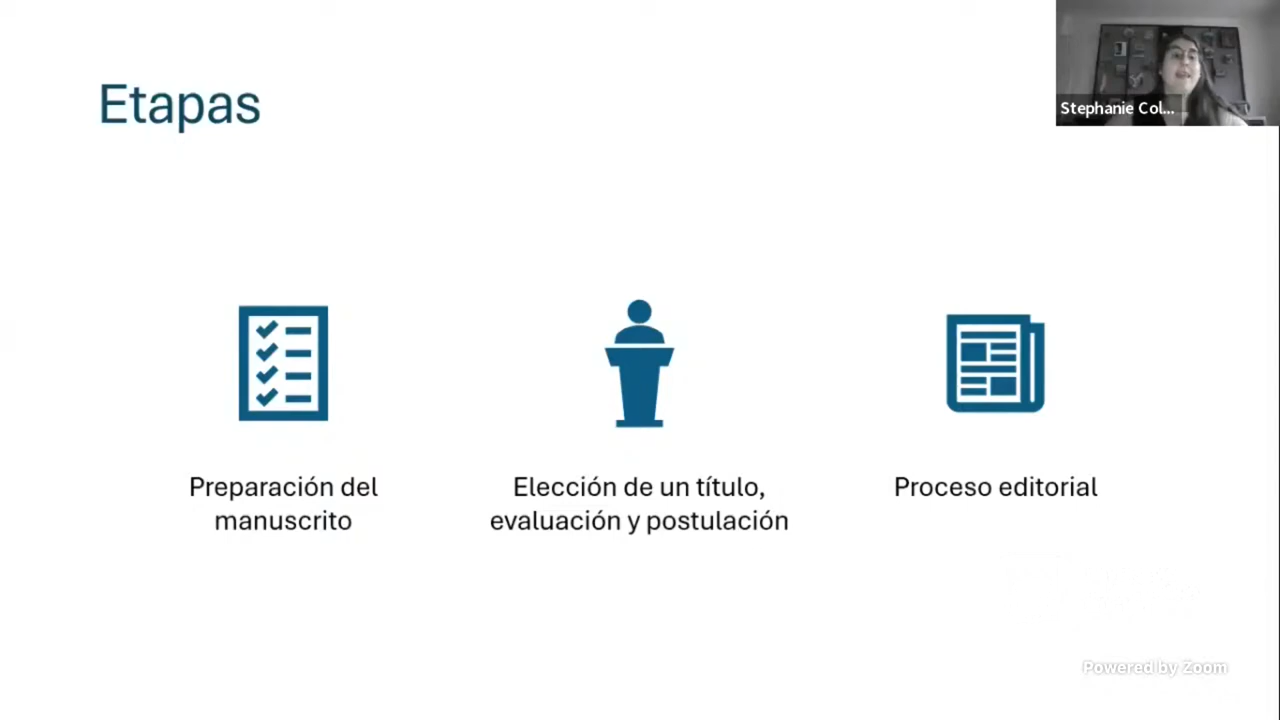 Etapas
Stephanie Col...
Preparación del
manuscrito
Elección de un título,
evaluación y postulación
Proceso editorial
Powered by Zoom